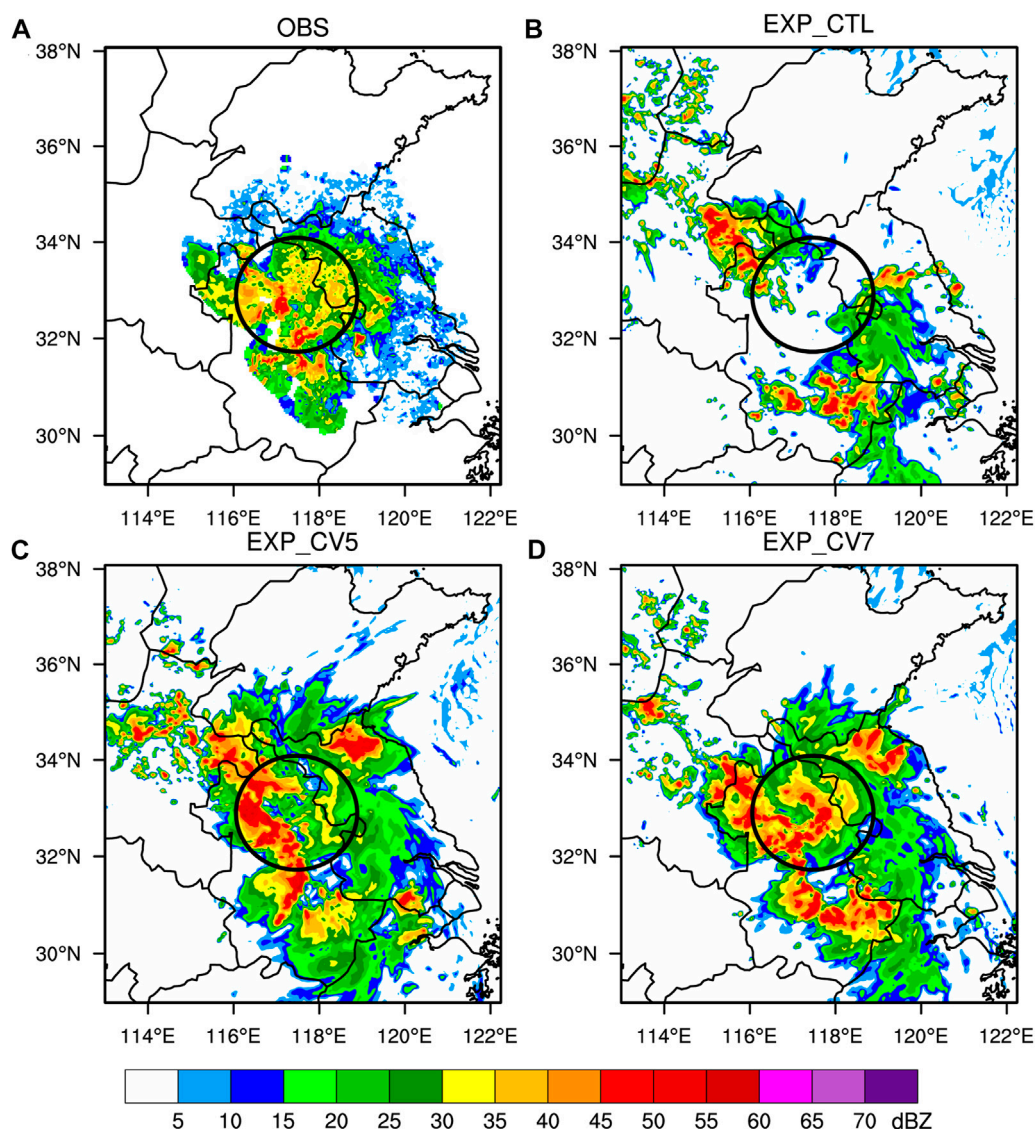 A OBS B EXP_CTL
38°N 38°N
36°N 36°N
34°N 34°N
32°N 32°N
30°N 30°N
114°E 116°E 118°E 120°E 122°E 114°E 116°E 118°E 120°E 122°E
C EXP_CV5 D EXP_CV7
38°N 38°N
36°N 36°N
34°N 34°N
32°N 32°N
30°N 30°N
114°E 116°E 118°E 120°E 122°E 114°E 116°E 118°E 120°E 122°E
5 10 15 20 25 30 35 40 45 50 55 60 65 70 dBZ